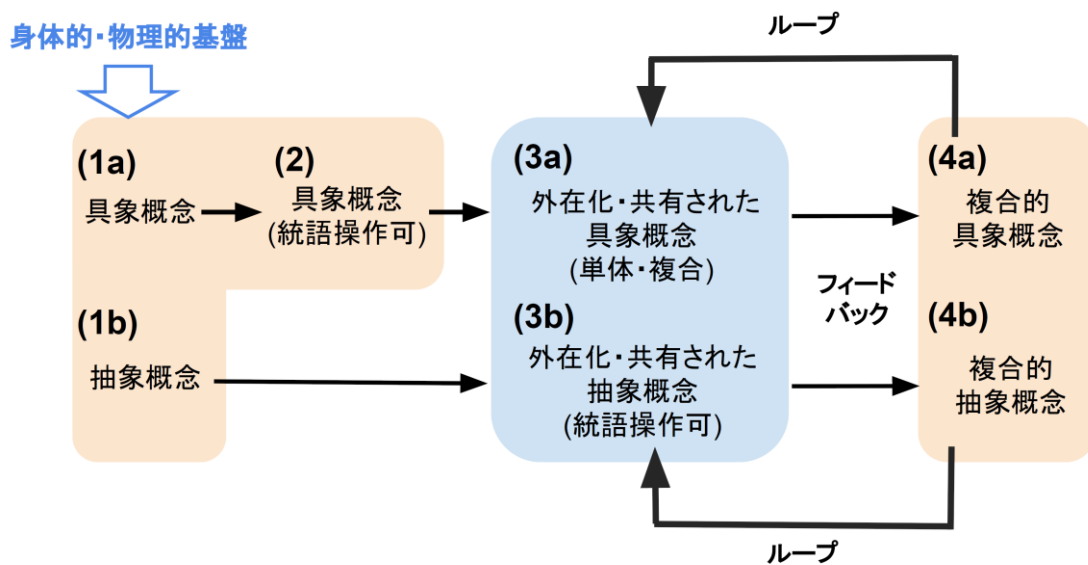 身体的・物理的基盤
ループ
(1a)
具象概念
(2)
具象概念
(統語操作可)
(3a)
外在化・共有された
具象概念
(単体・複合)
(4a)
複合的
具象概念
フィード
バック
(1b)
抽象概念
(3b)
外在化・共有された
抽象概念
(統語操作可)
(4b)
複合的
抽象概念
ループ